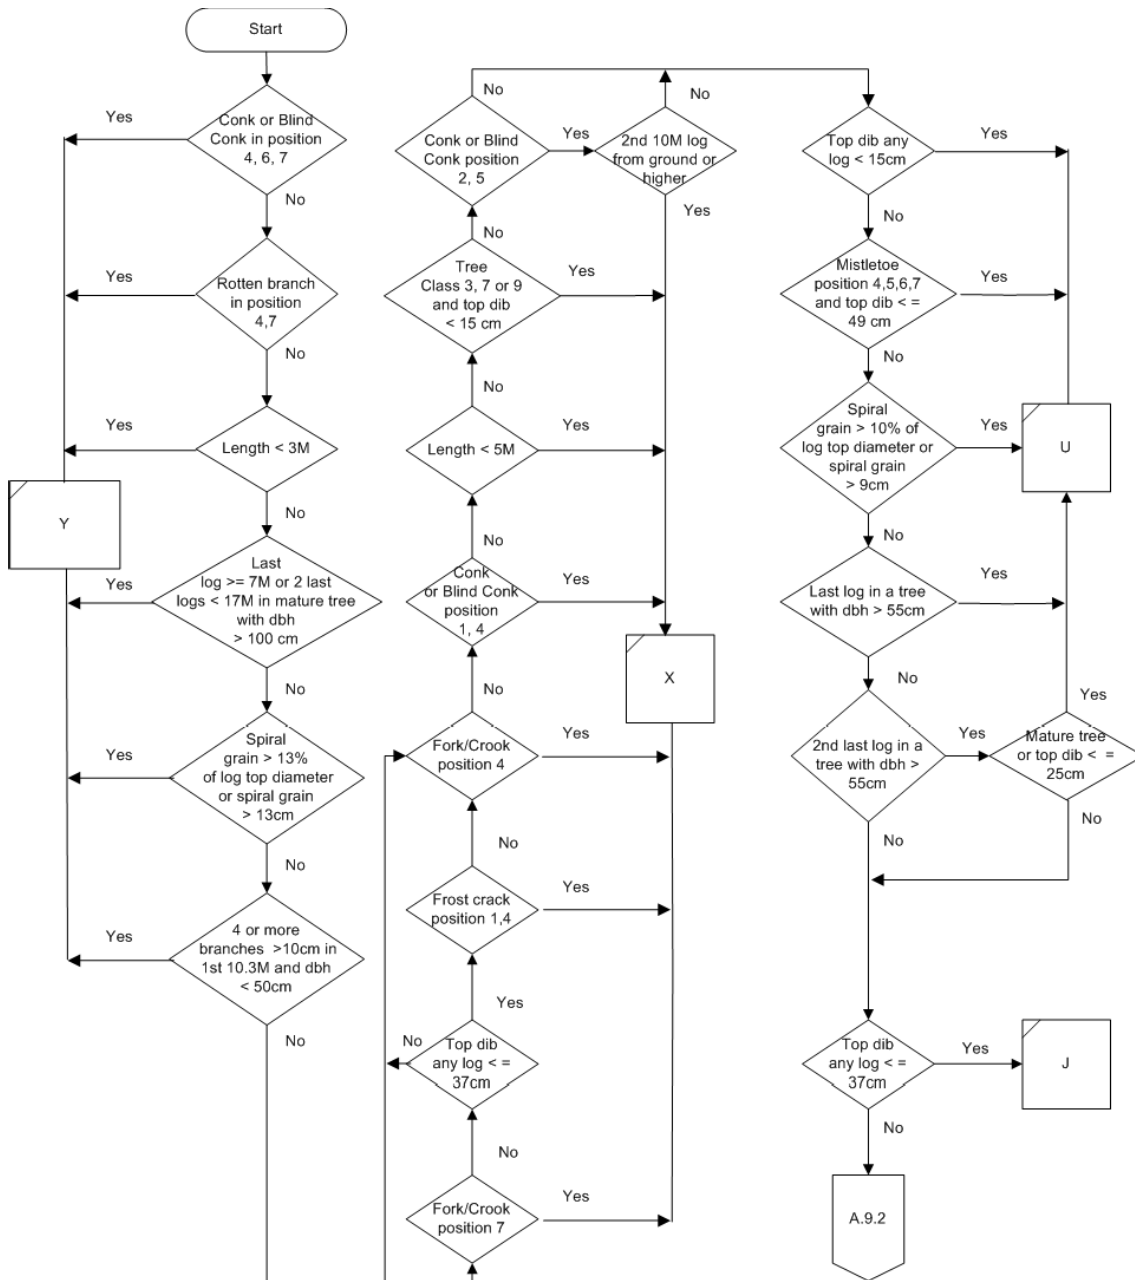 Start
Conk or Blind
Conk in position
4, 6, 7
Yes
No
Rotten branch
in position
4,7
Yes
No
Length < 3M
Yes
No
Y
Last
log >= 7M or 2 last
logs < 17M in mature tree
with dbh
> 100 cm
Yes
No
Spiral
grain > 13%
of log top diameter
or spiral grain
> 13cm
Yes
No
4 or more
branches >10cm in
1st 10.3M and dbh
< 50cm
Yes
No
No
Conk or Blind
Conk position
2, 5
Yes
2nd 10M log
from ground or
higher
No
Yes
No
Tree
Class 3, 7 or 9
and top dib
< 15 cm
Yes
No
Length < 5M
Yes
No
Conk
or Blind Conk
position
1, 4
Yes
X
No
Fork/Crook
position 4
Yes
No
Frost crack
position 1,4
Yes
Yes
No
Top dib
any log < =
37cm
No
Fork/Crook
position 7
Yes
Top dib any
log < 15cm
Yes
No
Mistletoe
position 4,5,6,7
and top dib < =
49 cm
Yes
No
Spiral
grain > 10% of
log top diameter or
spiral grain
> 9cm
Yes
U
No
Last log in a tree
with dbh > 55cm
Yes
No
2nd last log in a
tree with dbh >
55cm
Yes
Yes
Mature tree
or top dib < =
25cm
No
No
Top dib
any log < =
37cm
Yes
J
No
A.9.2